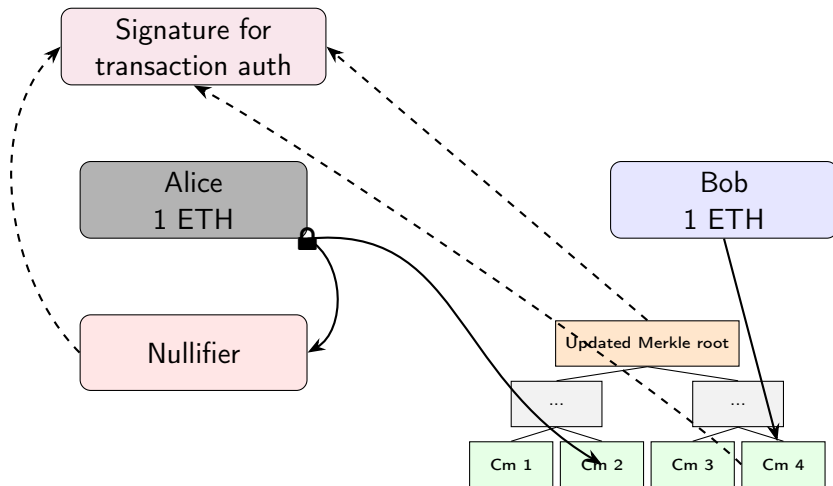 Signature for
transaction auth
Alice
1 ETH
Bob
1 ETH
Nullifier
Updated Merkle root
...
...
Cm 1
Cm 2
Cm 3
Cm 4